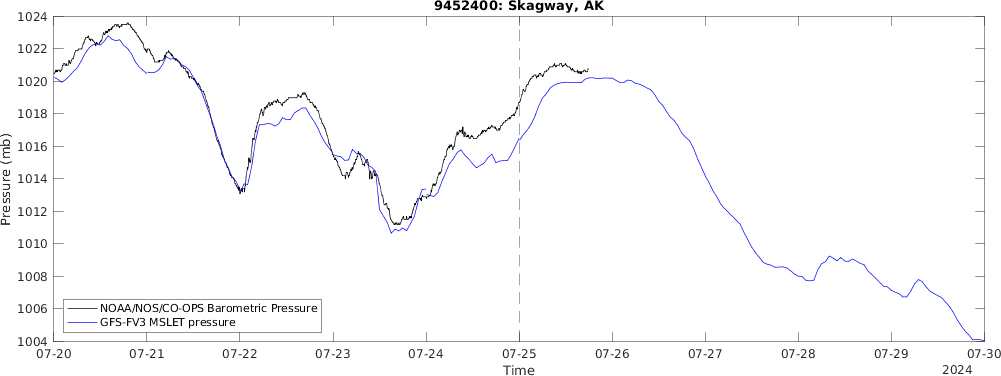 9452400: Skagway, AK
1024
1022
1020
1018
1016
1014
1012
1010
1008
1006
1004
Pressure (mb)
NOAA/NOS/CO-OPS Barometric Pressure
GFS-FV3 MSLET pressure
07-20 07-21 07-22 07-23 07-24 07-25 07-26 07-27 07-28 07-29 07-30
Time
2024